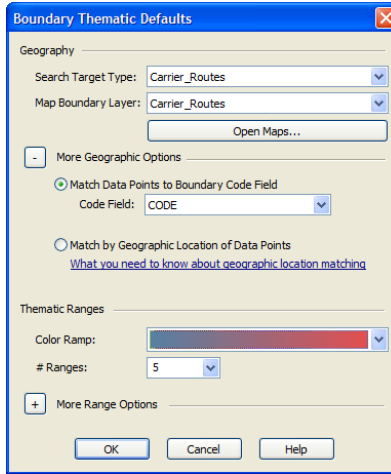 Boundary Thematic Defaults
Geography
Search Target Type: Carrier_Routes
Map Boundary Layer: Carrier_Routes
Open Maps...
- More Geographic Options
Match Data Points to Boundary Code Field
Code Field: CODE
Match by Geographic Location of Data Points
What you need to know about geographic location matching
Thematic Ranges
Color Ramp:
# Ranges: 5
+ More Range Options
OK Cancel Help